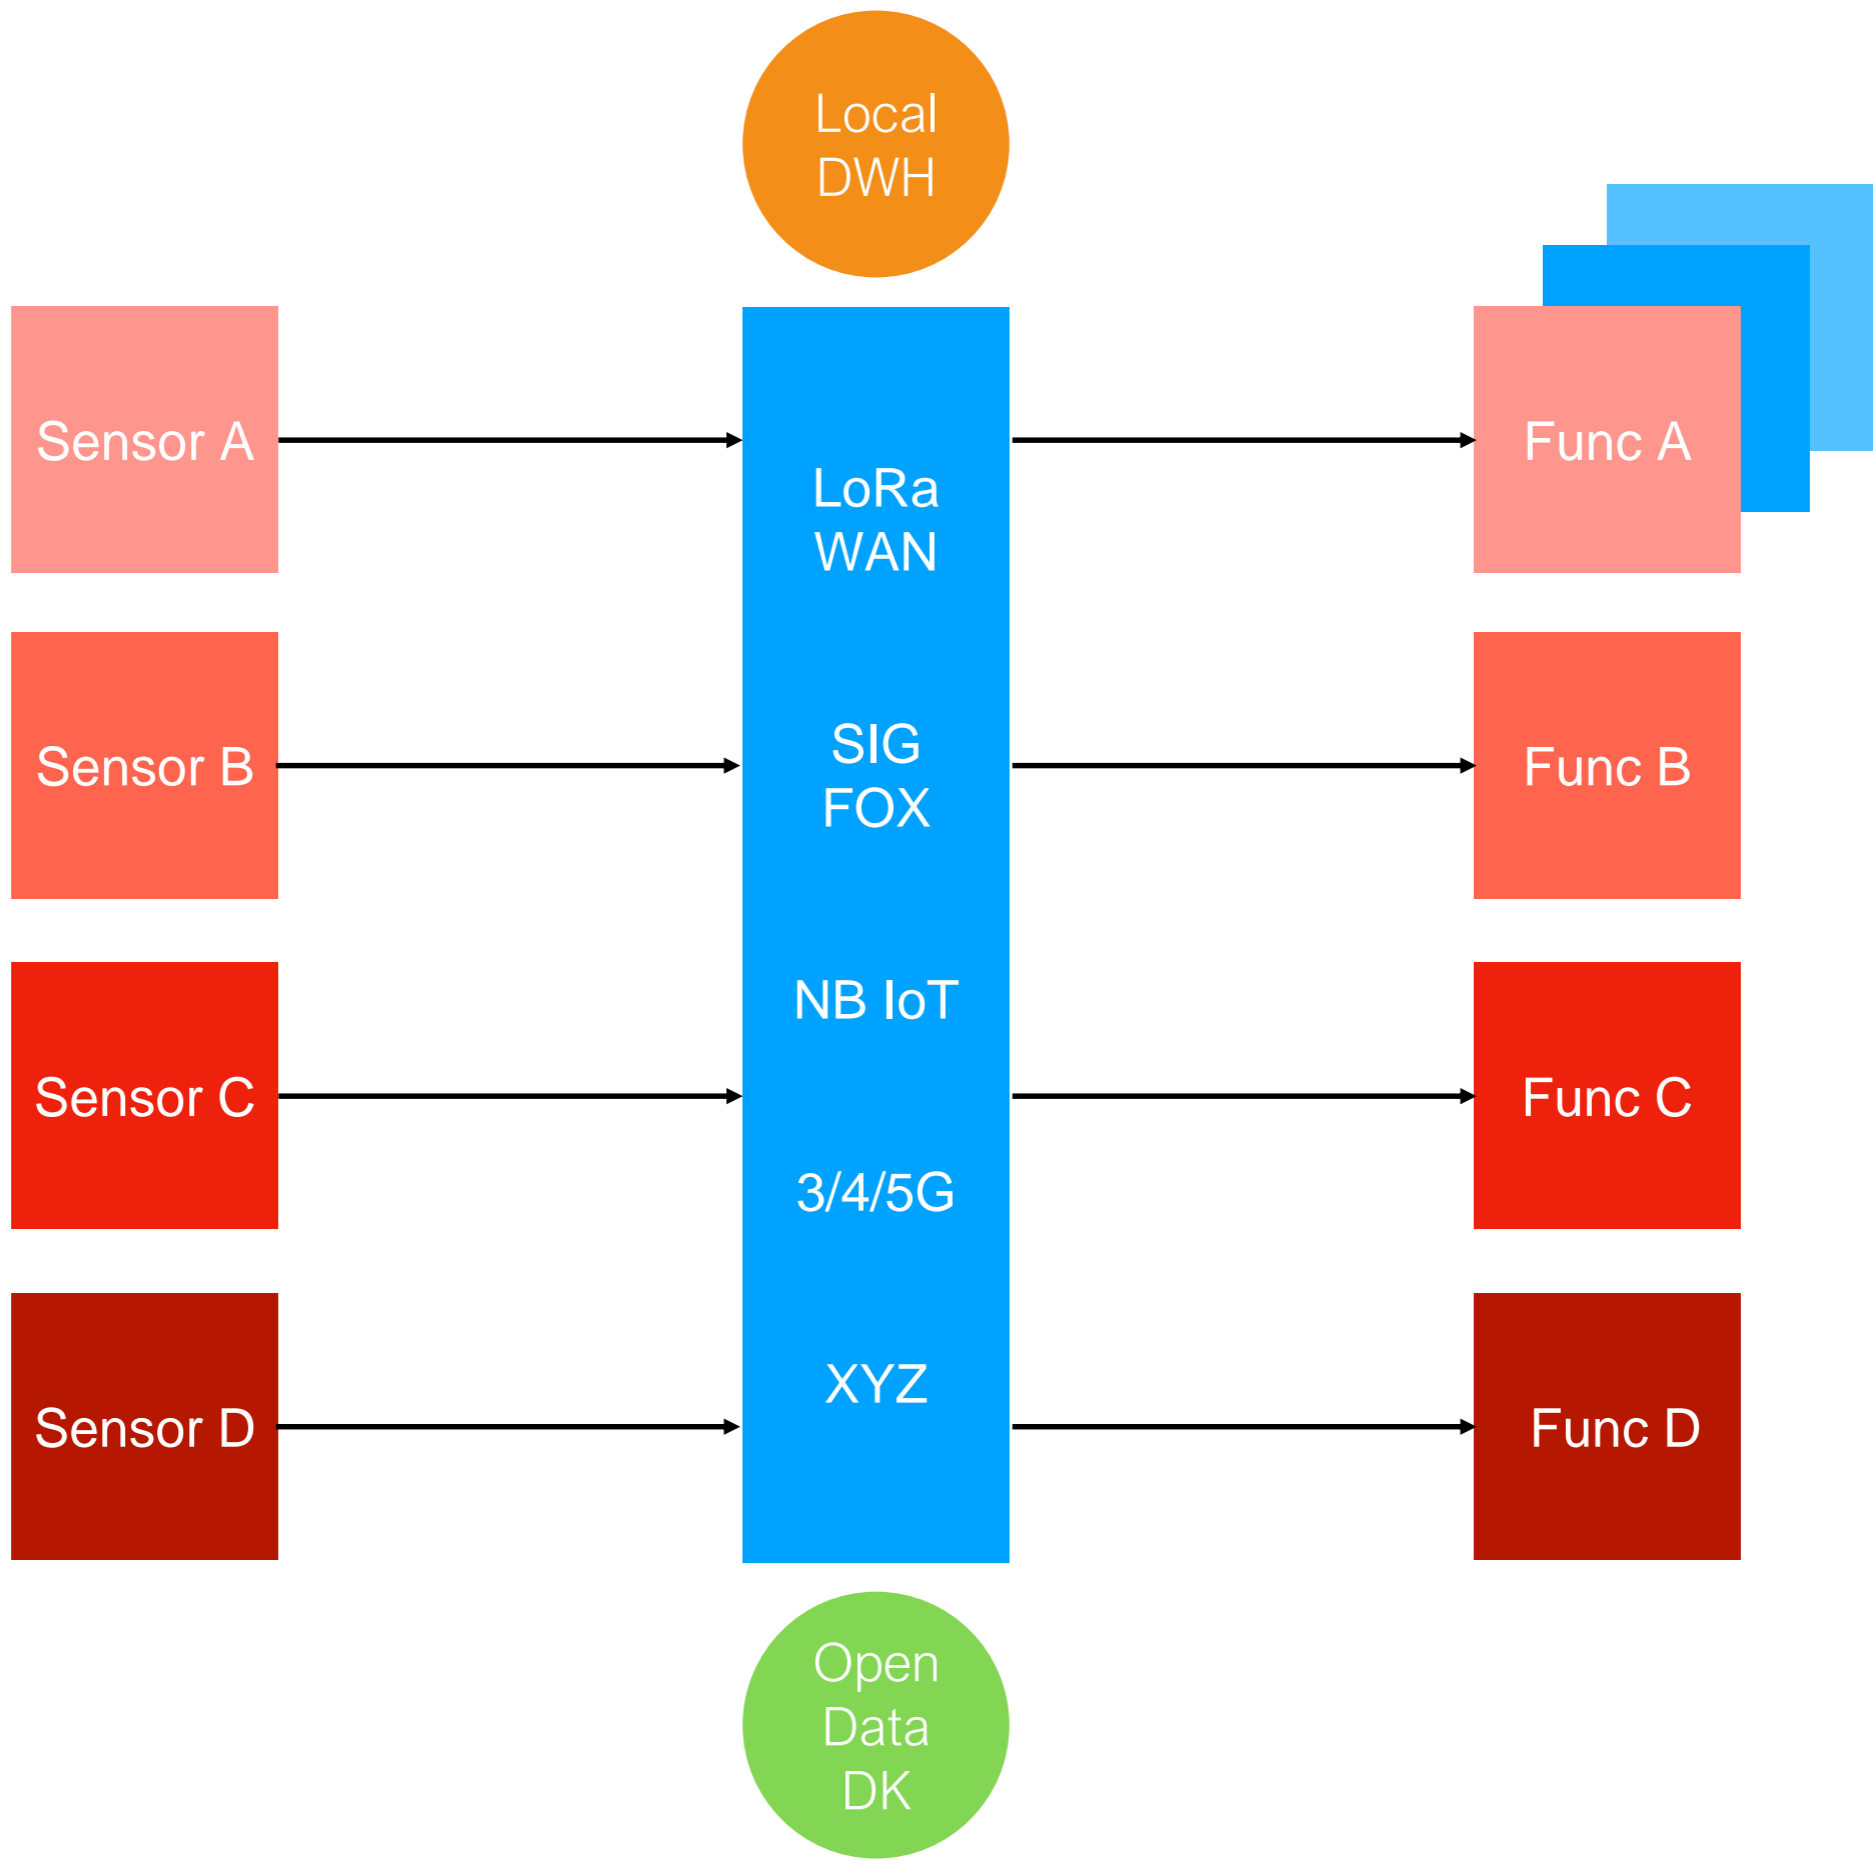 Local
DWH
Sensor A
LoRa
WAN
Func A
Sensor B
SIG
FOX
Func B
NB IoT
Sensor C
Func C
3/4/5G
Sensor D
XYZ
Func D
Open
Data
DK